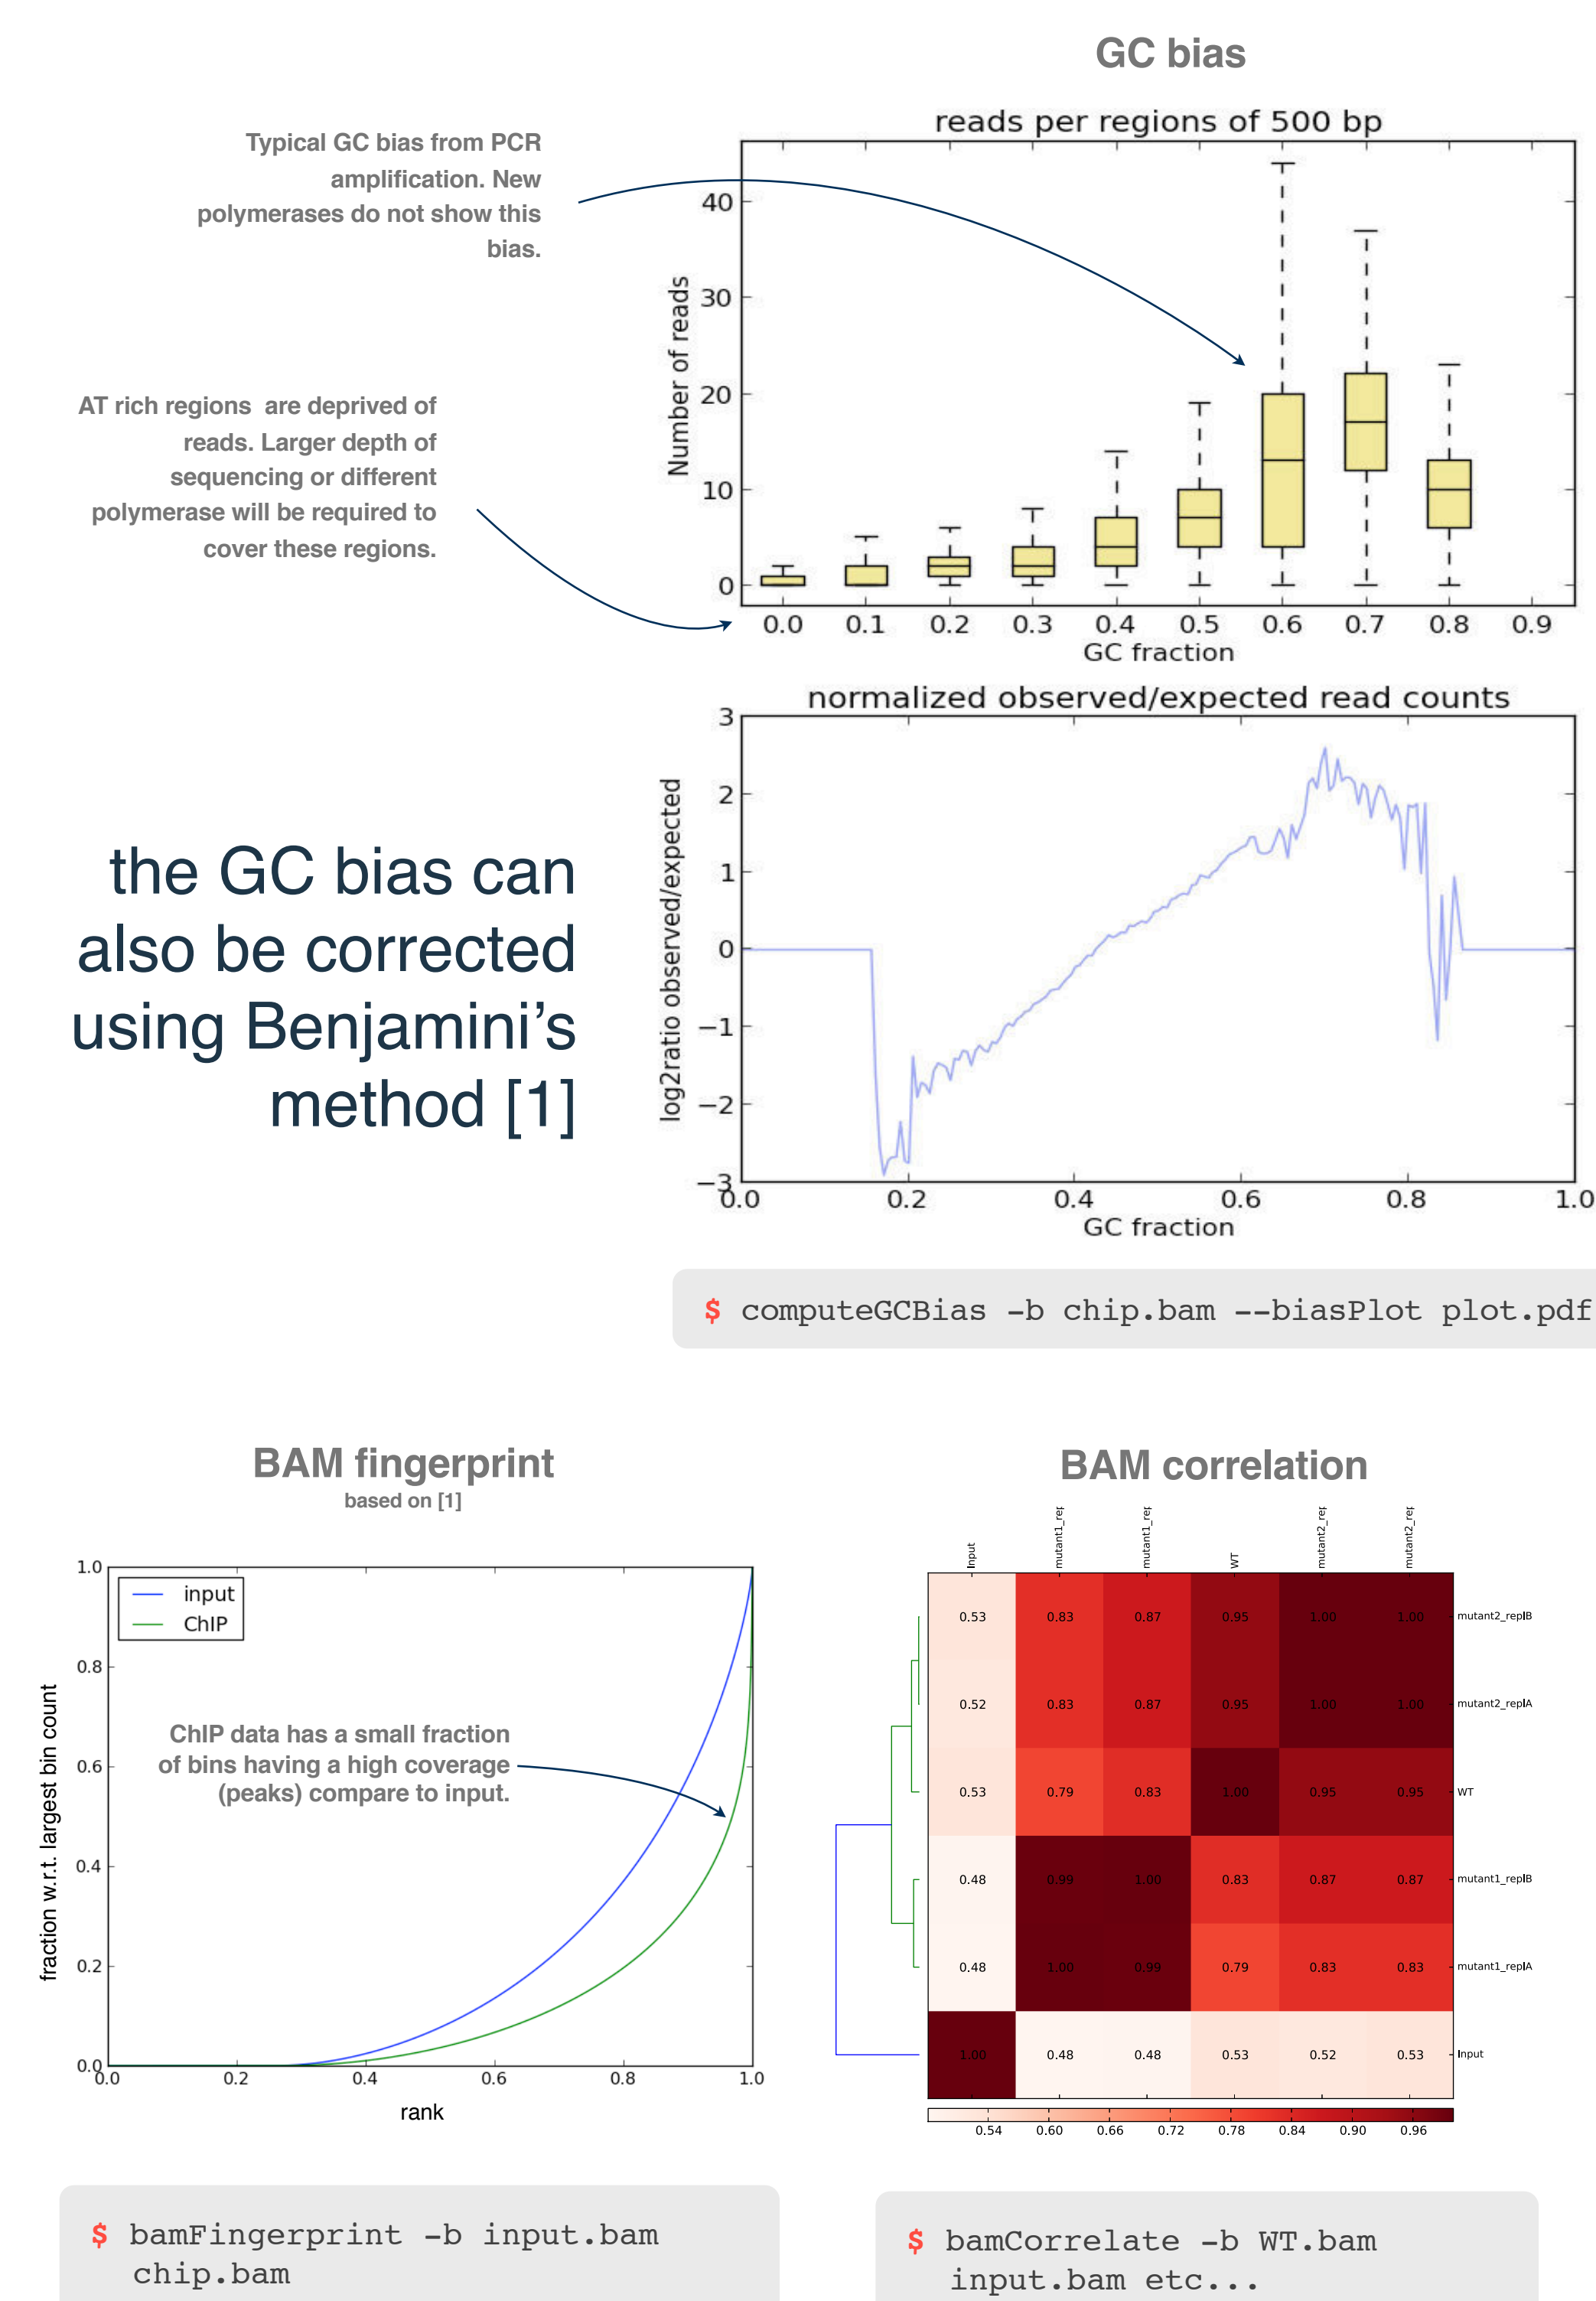 GC bias
Typical GC bias from PCR
amplification. New
polymerases do not show this
bias.
AT rich regions are deprived of
reads. Larger depth of
sequencing or different
polymerase will be required to
cover these regions.
reads per regions of 500 bp
Number of reads
40
30
20
10
0
0.0 0.1 0.2 0.3 0.4 0.5 0.6 0.7 0.8 0.9
GC fraction
the GC bias can
also be corrected
using Benjamini’s
method [1]
normalized observed/expected read counts
log2ratio observed/expected
3
2
1
0
−1
−2
−3
0.0 0.2 0.4 0.6 0.8 1.0
GC fraction
$ computeGCBias -b chip.bam --biasPlot plot.pdf
BAM fingerprint
based on [1]
fraction w.r.t. largest bin count
1.0
0.8
0.6
0.4
0.2
0.0
input
ChIP
ChIP data has a small fraction
of bins having a high coverage
(peaks) compare to input.
0.0 0.2 0.4 0.6 0.8 1.0
rank
$ bamFingerprint -b input.bam
chip.bam
BAM correlation
Input mutant1_rep mutant1_rep WT mutant2_rep mutant2_rep
0.53 0.83 0.87 0.95 1.00 1.00 mutant2_replB
0.52 0.83 0.87 0.95 1.00 1.00 mutant2_replA
0.53 0.79 0.83 1.00 0.95 0.95 WT
0.48 0.99 1.00 0.83 0.87 0.87 mutant1_replB
0.48 1.00 0.99 0.79 0.83 0.83 mutant1_replA
1.00 0.48 0.48 0.53 0.52 0.53 Input
0.54 0.60 0.66 0.72 0.78 0.84 0.90 0.96
$ bamCorrelate -b WT.bam
input.bam etc...